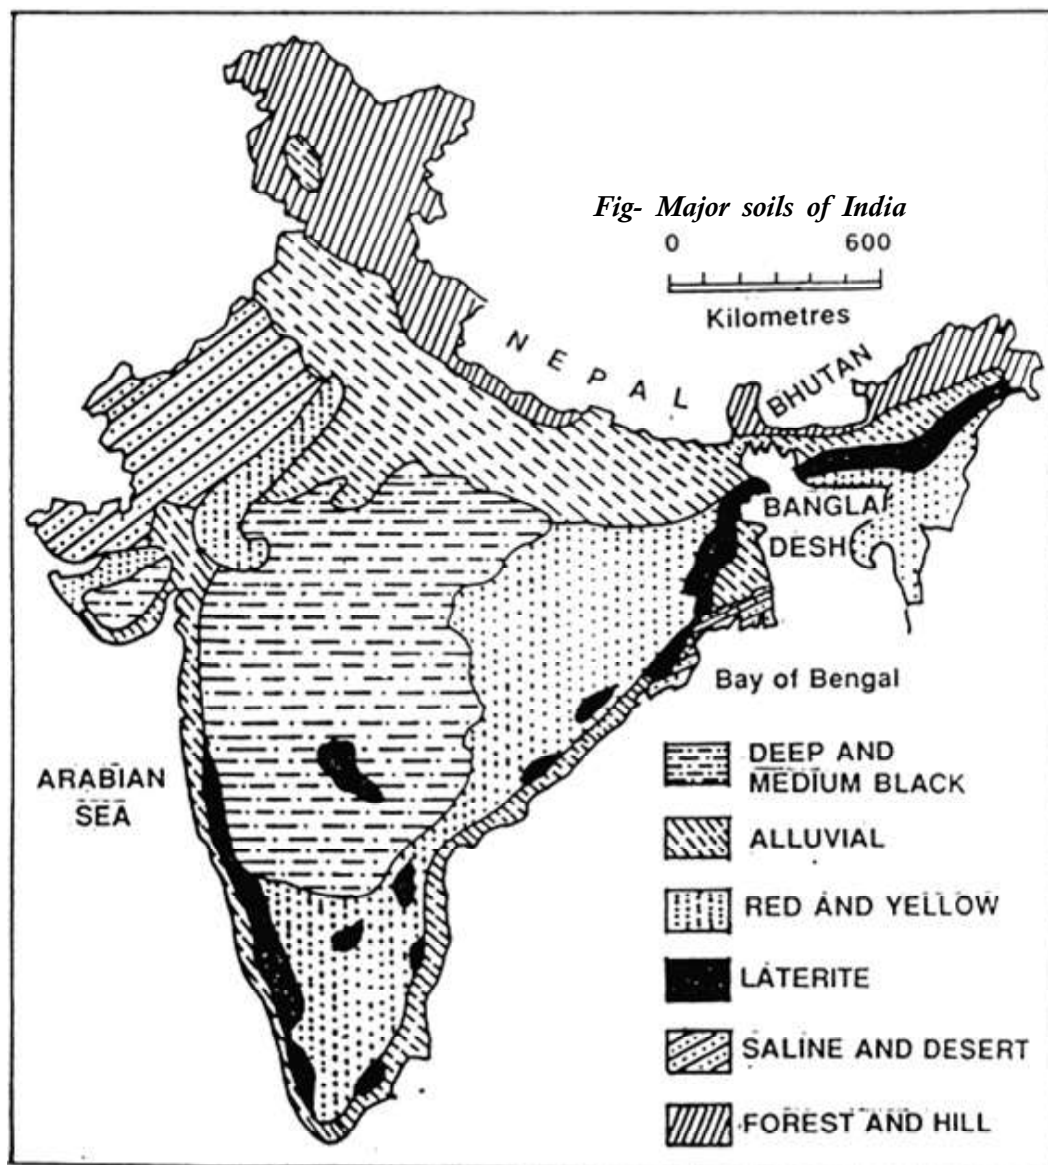 Fig- Major soils of India
0 600
Kilometres
NEPAL
BHUTAN
BANGLA
DESH
Bay of Bengal
ARABIAN
SEA
DEEP AND
MEDIUM BLACK
ALLUVIAL
RED AND YELLOW
LATERITE
SALINE AND DESERT
FOREST AND HILL